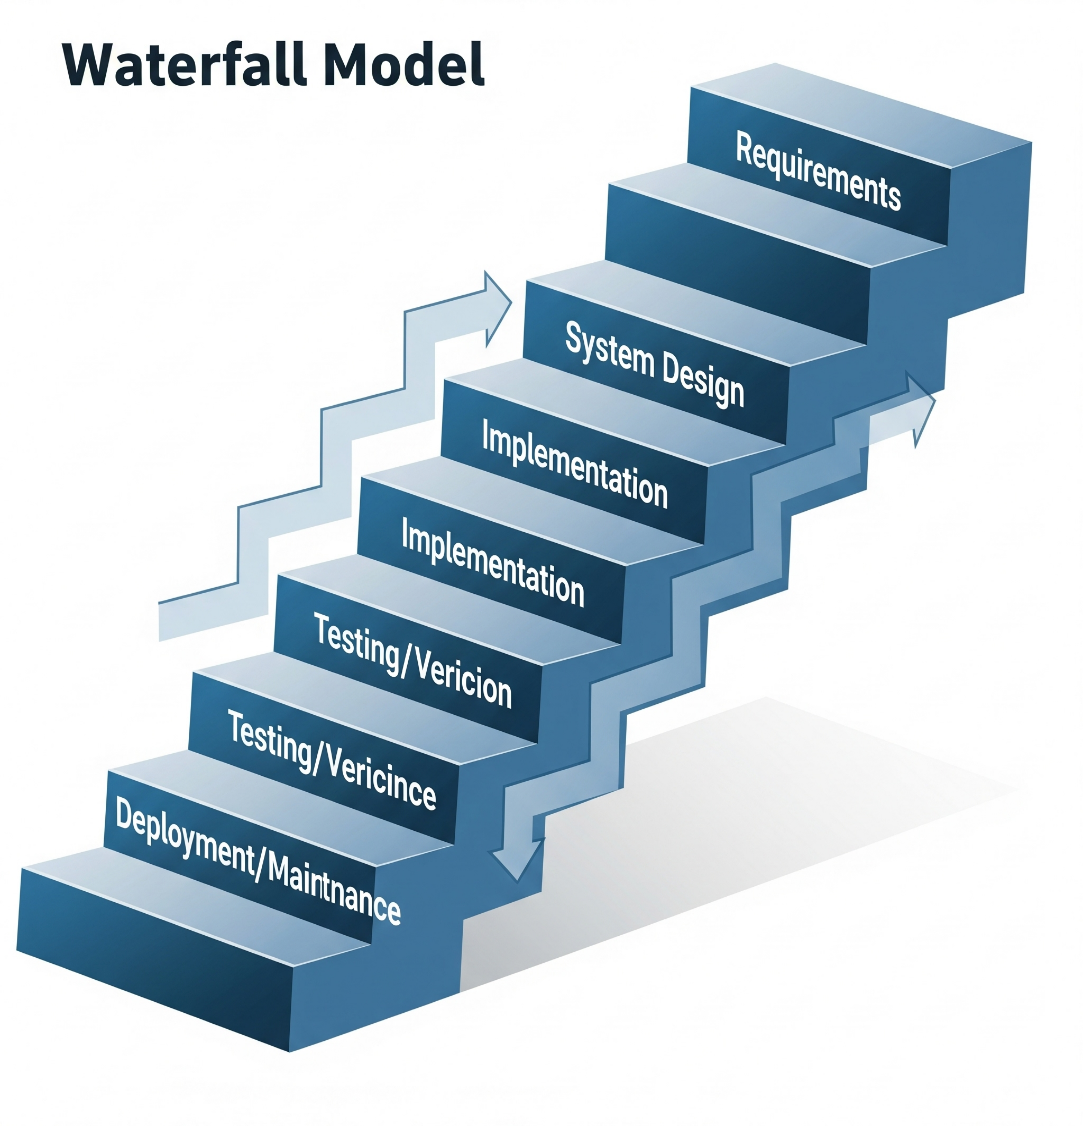 Waterfall Model
Requirements
System Design
Implementation
Implementation
Testing/Vericion
Testing/Vericince
Deployment/Maintnance